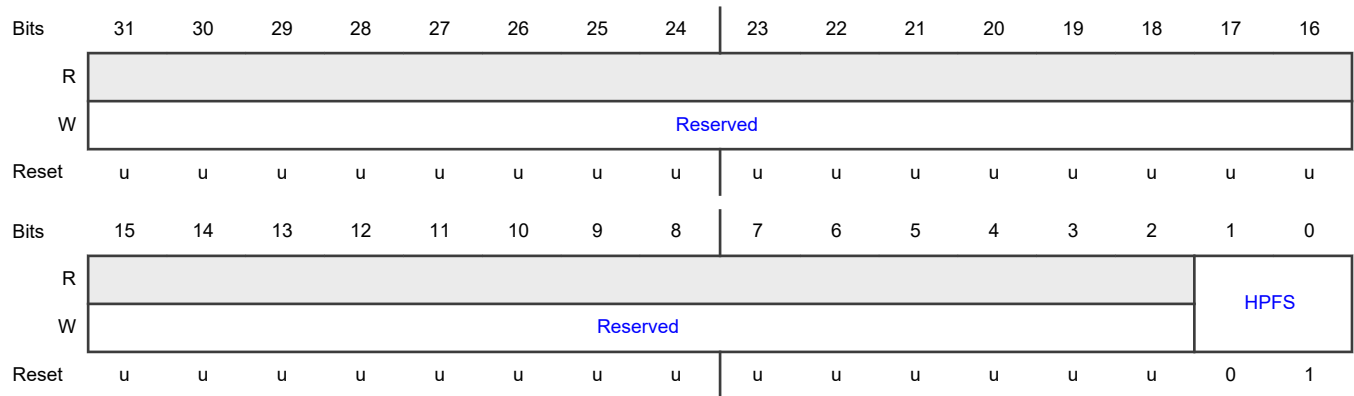 Bits 31 30 29 28 27 26 25 24 23 22 21 20 19 18 17 16
R
W Reserved
Reset u u u u u u u u u u u u u u u u
Bits 15 14 13 12 11 10 9 8 7 6 5 4 3 2 1 0
R
HPFS
W Reserved
Reset u u u u u u u u u u u u u u 0 1